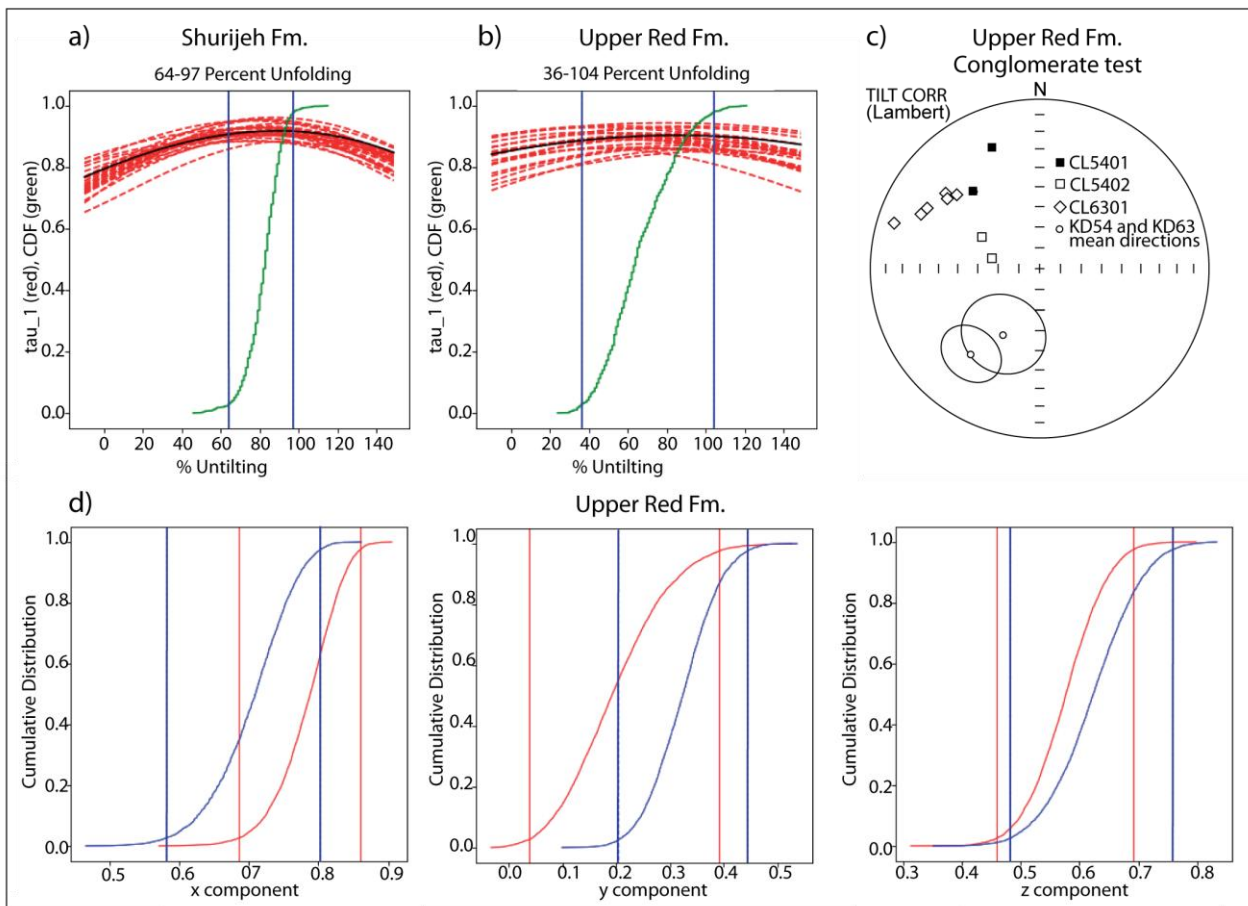 a)
Shurijeh Fm.
64-97 Percent Unfolding
1.0
0.8
0.6
0.4
0.2
0.0
tau_1 (red), CDF (green)
0 20 40 60 80 100 120 140
% Untilting
b)
Upper Red Fm.
36-104 Percent Unfolding
1.0
0.8
0.6
0.4
0.2
0.0
tau_1 (red), CDF (green)
0 20 40 60 80 100 120 140
% Untilting
c)
Upper Red Fm.
Conglomerate test
TILT CORR
(Lambert)
N
CL5401
CL5402
CL6301
KD54 and KD63
mean directions
d)
Upper Red Fm.
1.0
0.8
0.6
0.4
0.2
0.0
Cumulative Distribution
0.5 0.6 0.7 0.8 0.9
x component
1.0
0.8
0.6
0.4
0.2
0.0
Cumulative Distribution
0.0 0.1 0.2 0.3 0.4 0.5
y component
1.0
0.8
0.6
0.4
0.2
0.0
Cumulative Distribution
0.3 0.4 0.5 0.6 0.7 0.8
z component